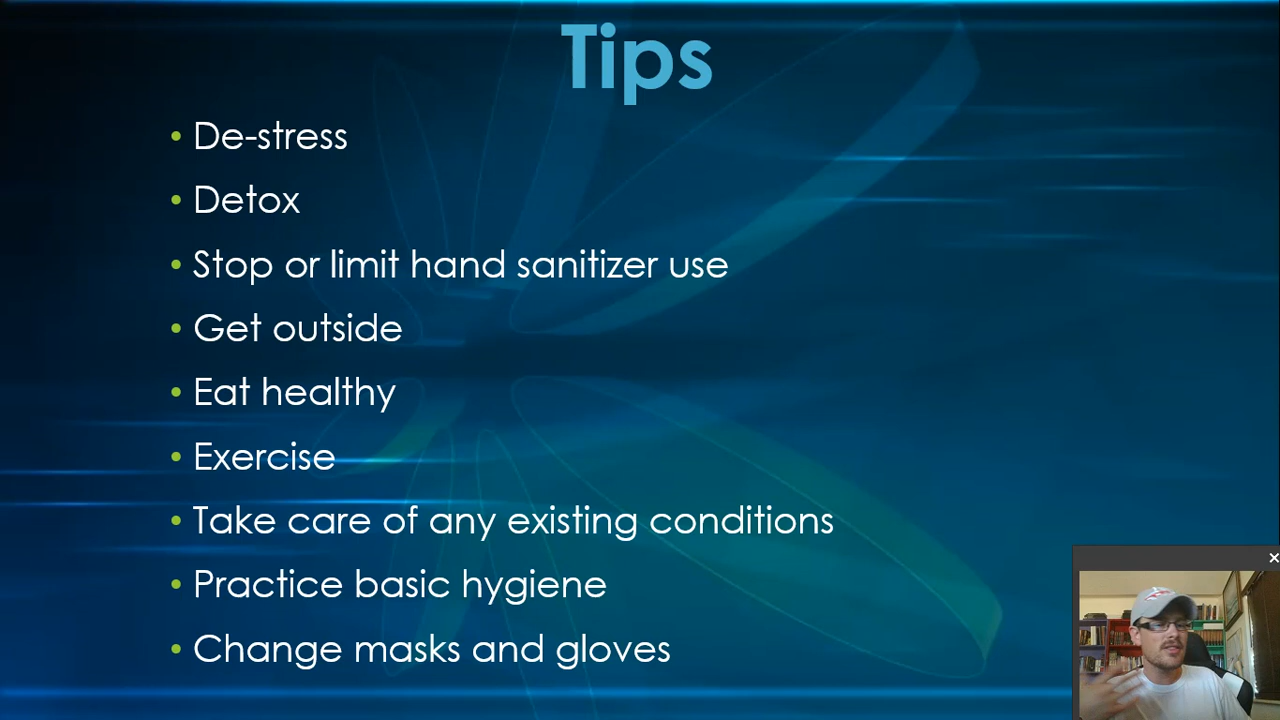 Tips
• De-stress
• Detox
• Stop or limit hand sanitizer use
• Get outside
• Eat healthy
• Exercise
• Take care of any existing conditions
• Practice basic hygiene
• Change masks and gloves